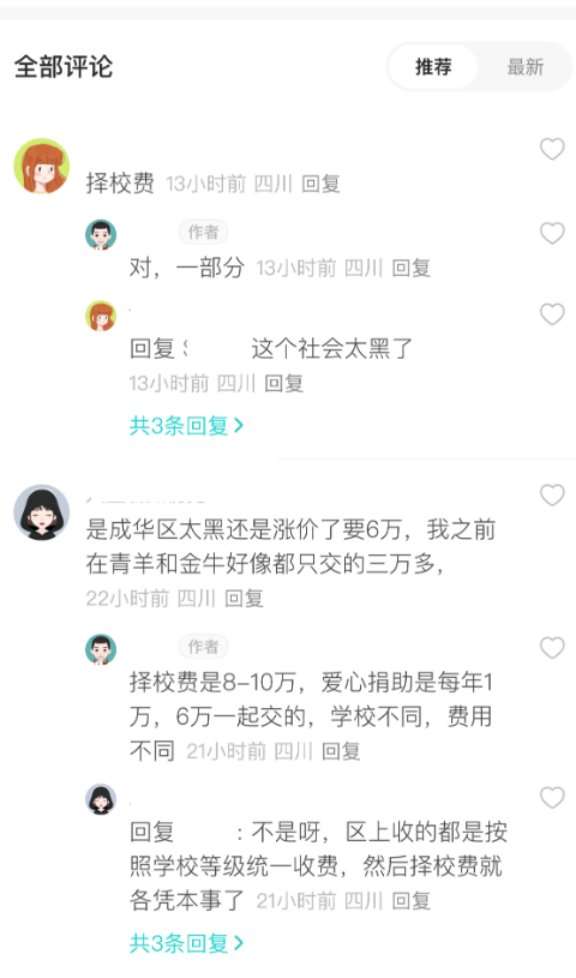 全部评论
推荐
最新
择校费 13小时前 四川 回复
作者
对，一部分 13小时前 四川 回复
回复 这个社会太黑了
13小时前 四川 回复
共3条回复
是成华区太黑还是涨价了要6万，我之前
在青羊和金牛好像都只交的三万多，
22小时前 四川 回复
作者
择校费是8-10万，爱心捐助是每年1
万，6万一起交的，学校不同，费用
不同 21小时前 四川 回复
回复 ：不是呀，区上收的都是按
照学校等级统一收费，然后择校费就
各凭本事了 21小时前 四川 回复
共3条回复